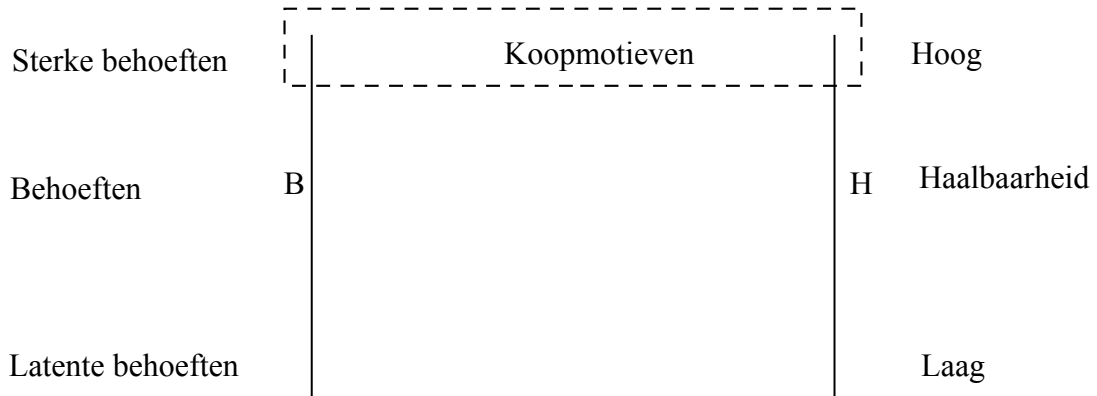 Sterke behoeften Koopmotieven Hoog
Behoeften B H Haalbaarheid
Latente behoeften Laag